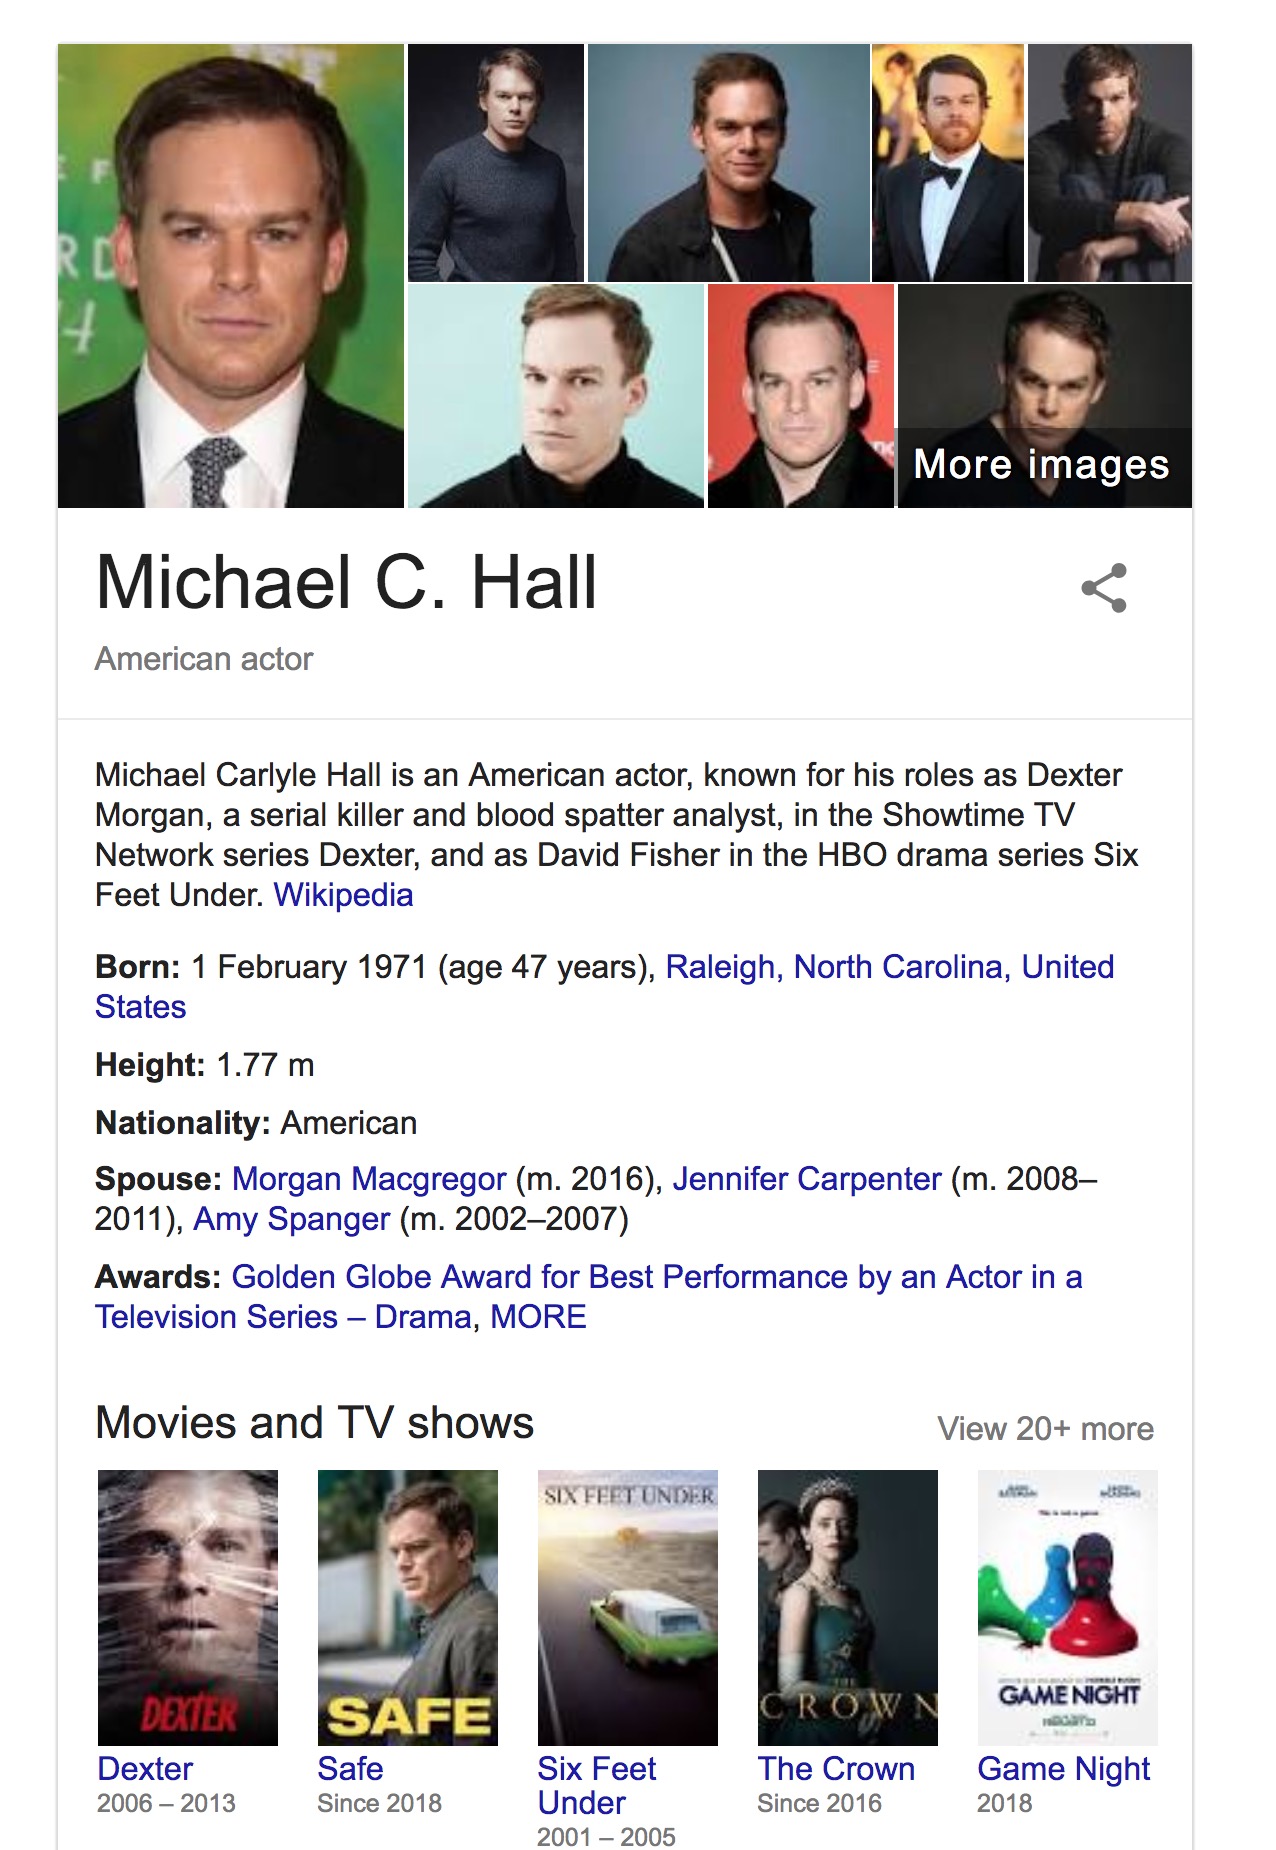 E F
RD
4
More images
Michael C. Hall
American actor
Michael Carlyle Hall is an American actor, known for his roles as Dexter
Morgan, a serial killer and blood spatter analyst, in the Showtime TV
Network series Dexter, and as David Fisher in the HBO drama series Six
Feet Under. Wikipedia
Born: 1 February 1971 (age 47 years), Raleigh, North Carolina, United
States
Height: 1.77 m
Nationality: American
Spouse: Morgan Macgregor (m. 2016), Jennifer Carpenter (m. 2008–
2011), Amy Spanger (m. 2002–2007)
Awards: Golden Globe Award for Best Performance by an Actor in a
Television Series – Drama, MORE
Movies and TV shows
View 20+ more
DEXTER
SAFE
SIX FEET UNDER
THE
CROWN
GAME NIGHT
Dexter
2006 – 2013
Safe
Since 2018
Six Feet
Under
2001 – 2005
The Crown
Since 2016
Game Night
2018